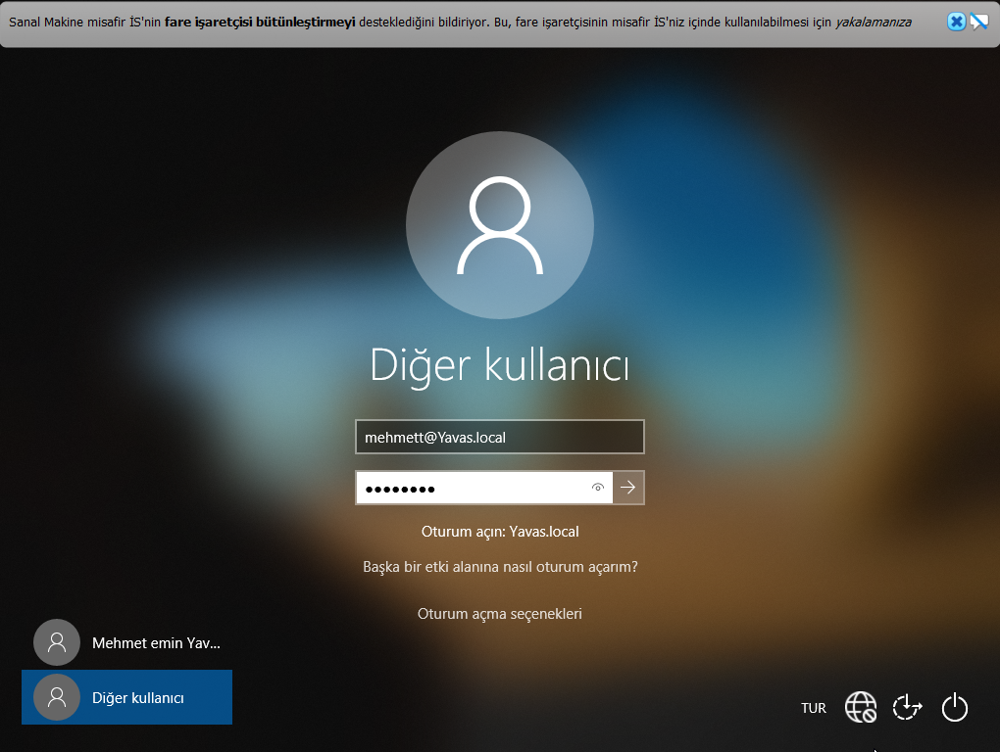 Sanal Makine misafir İS'nin fare işaretçisi bütünleştirmeyi desteklediğini bildiriyor. Bu, fare işaretçisinin misafir İS'niz içinde kullanılabilmesi için yakalamanıza
Diğer kullanıcı
mehmett@Yavas.local
Oturum açın: Yavas.local
Başka bir etki alanına nasıl oturum açarım?
Oturum açma seçenekleri
Mehmet emin Yav...
Diğer kullanıcı
TUR